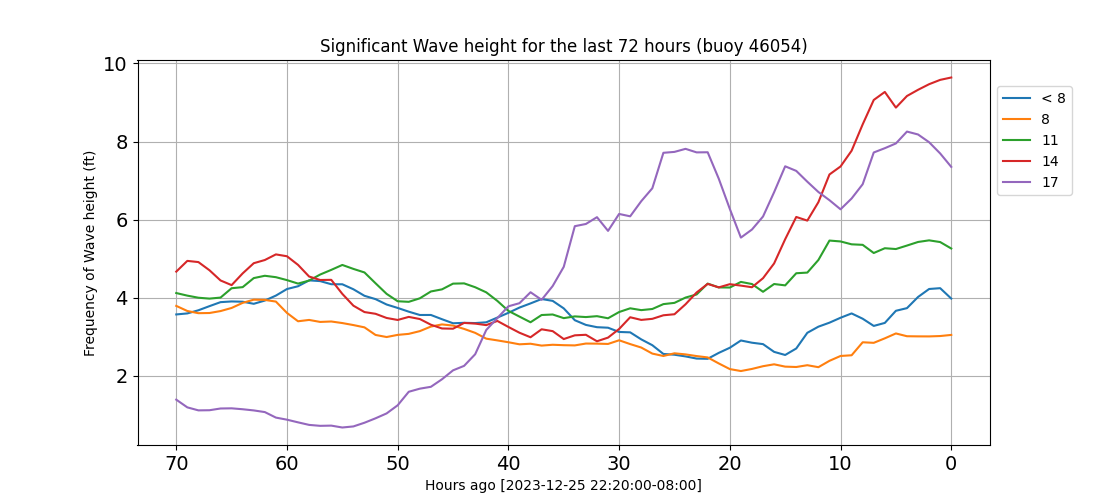 Significant Wave height for the last 72 hours (buoy 46054)
Frequency of Wave height (ft)
10
8
6
4
2
70 60 50 40 30 20 10 0
Hours ago [2023-12-25 22:20:00-08:00]
< 8
8
11
14
17